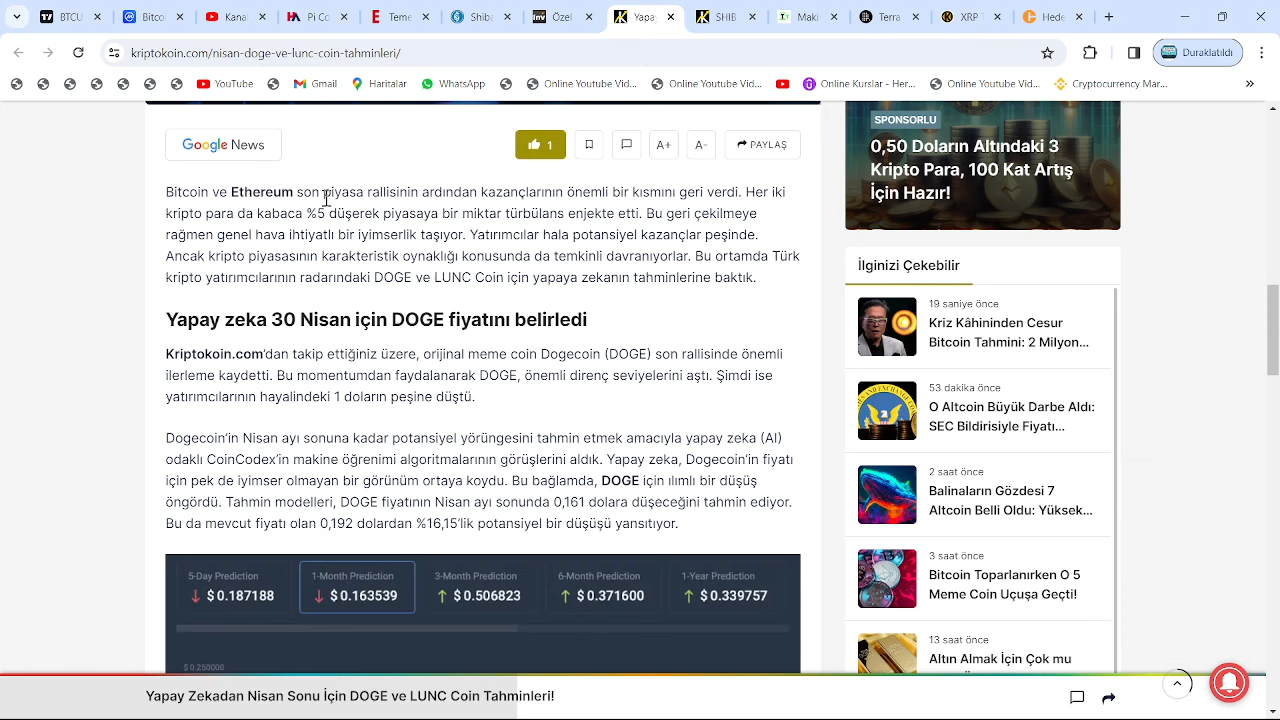 BTCU
Pi
Teme
Shib
Özel
Yapa
SHIB
Maki
Terra
XRP
Hede
kriptokoin.com/nisan-doge-ve-lunc-coin-tahminleri/
Duraklatıldı
YouTube
Gmail
Haritalar
WhatsApp
Online Youtube Vid...
Online Youtube Vid...
Online Kurslar - Her...
Online Youtube Vid...
Cryptocurrency Mar...
Google News
1
A+
A-
PAYLAŞ
Bitcoin ve Ethereum son piyasa rallisinin ardından kazançlarının önemli bir kısmını geri verdi. Her iki
kripto para da kabaca %5 düşerek piyasaya bir miktar türbülans enjekte etti. Bu geri çekilmeye
rağmen genel hava ihtiyatlı bir iyimserlik taşıyor. Yatırımcılar hala potansiyel kazançlar peşinde.
Ancak kripto piyasasının karakteristik oynaklığı konusunda da temkinli davranıyorlar. Bu ortamda Türk
kripto yatırımcılarının radarındaki DOGE ve LUNC Coin için yapaya zekanın tahminlerine baktık.
Yapay zeka 30 Nisan için DOGE fiyatını belirledi
Kriptokoin.com'dan takip ettiğiniz üzere, orijinal meme coin Dogecoin (DOGE) son rallisinde önemli
ilerleme kaydetti. Bu momentumdan faydalanarak DOGE, önemli direnç seviyelerini aştı. Şimdi ise
yatırımcılarının hayalindeki 1 doların peşine düştü.
Dogecoin'in Nisan ayı sonuna kadar potansiyel yörüngesini tahmin etmek amacıyla yapay zeka (AI)
odaklı CoinCodex'in makine öğrenimi algoritmalarının görüşlerini aldık. Yapay zeka, Dogecoin'in fiyatı
için pek de iyimser olmayan bir görünüm ortaya koydu. Bu bağlamda, DOGE için ılımlı bir düşüş
öngördü. Tahmin modelleri, DOGE fiyatının Nisan ayı sonunda 0,161 dolara düşeceğini tahmin ediyor.
Bu da mevcut fiyatı olan 0,192 dolardan %16,15'lik potansiyel bir düşüşü yansıtıyor.
5-Day Prediction
↓ $ 0.187188
1-Month Prediction
↓ $ 0.163539
3-Month Prediction
↑ $ 0.506823
6-Month Prediction
↑ $ 0.371600
1-Year Prediction
↑ $ 0.339757
$ 0.250000
SPONSORLU
0,50 Doların Altındaki 3
Kripto Para, 100 Kat Artış
İçin Hazır!
İlginizi Çekebilir
19 saniye önce
Kriz Kâhininden Cesur
Bitcoin Tahmini: 2 Milyon...
53 dakika önce
O Altcoin Büyük Darbe Aldı:
SEC Bildirisiyle Fiyatı...
2 saat önce
Balinaların Gözdesi 7
Altcoin Belli Oldu: Yüksek...
3 saat önce
Bitcoin Toparlanırken O 5
Meme Coin Uçuşa Geçti!
13 saat önce
Altın Almak İçin Çok mu
Yapay Zekadan Nisan Sonu İçin DOGE ve LUNC Coin Tahminleri!